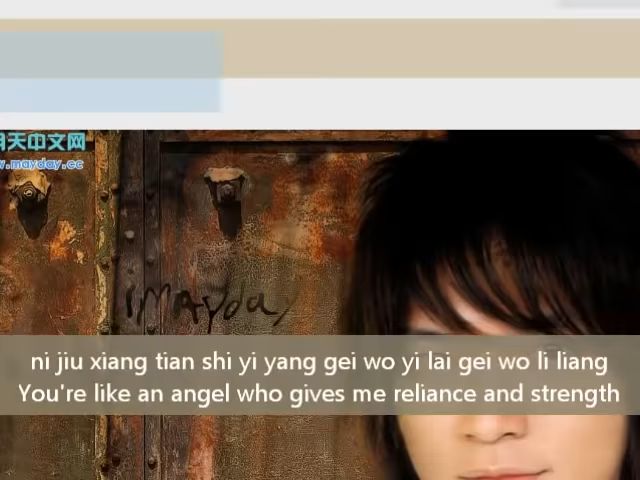 天中文网
w.mayday.cc
imayday
ni jiu xiang tian shi yi yang gei wo yi lai gei wo li liang
You're like an angel who gives me reliance and strength